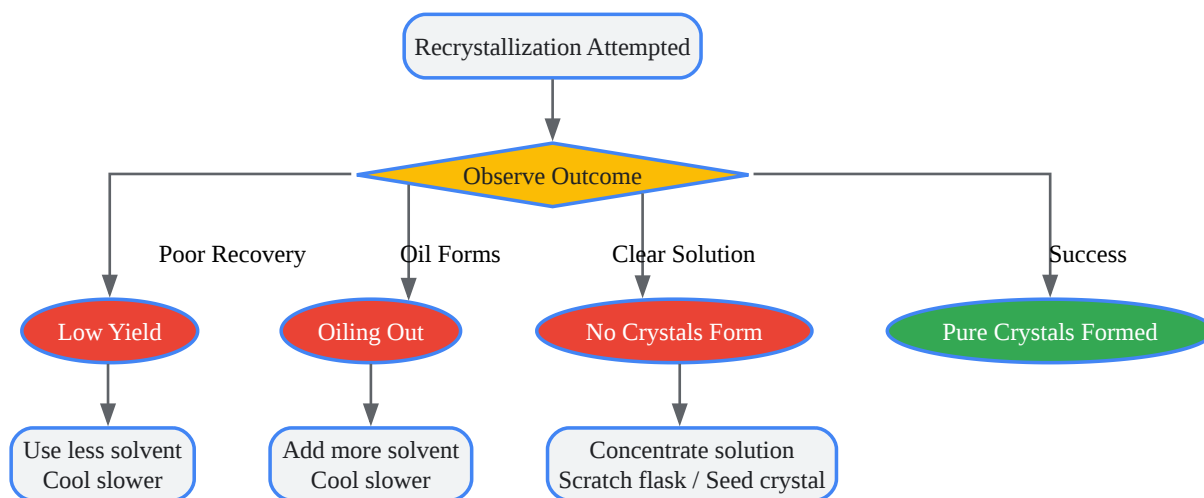 Recrystallization Attempted
Observe Outcome
Poor Recovery
Oil Forms
Clear Solution
Success
Low Yield
Oiling Out
No Crystals Form
Pure Crystals Formed
Use less solvent
Cool slower
Add more solvent
Cool slower
Concentrate solution
Scratch flask / Seed crystal